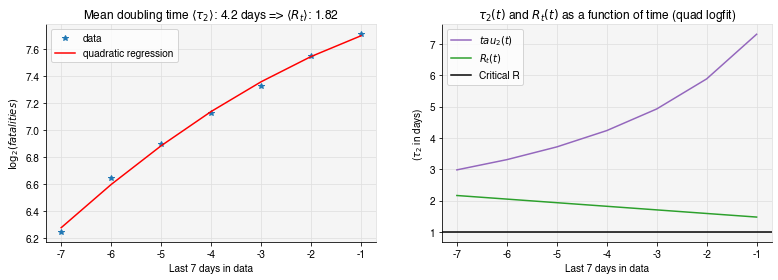 Mean doubling time ⟨τ₂⟩: 4.2 days => ⟨Rₜ⟩: 1.82
data
quadratic regression
log₂(fatalities)
7.6
7.4
7.2
7.0
6.8
6.6
6.4
6.2
-7 -6 -5 -4 -3 -2 -1
Last 7 days in data
τ₂(t) and Rₜ(t) as a function of time (quad logfit)
tau₂(t)
Rₜ(t)
Critical R
(τ₂ in days)
7
6
5
4
3
2
1
-7 -6 -5 -4 -3 -2 -1
Last 7 days in data